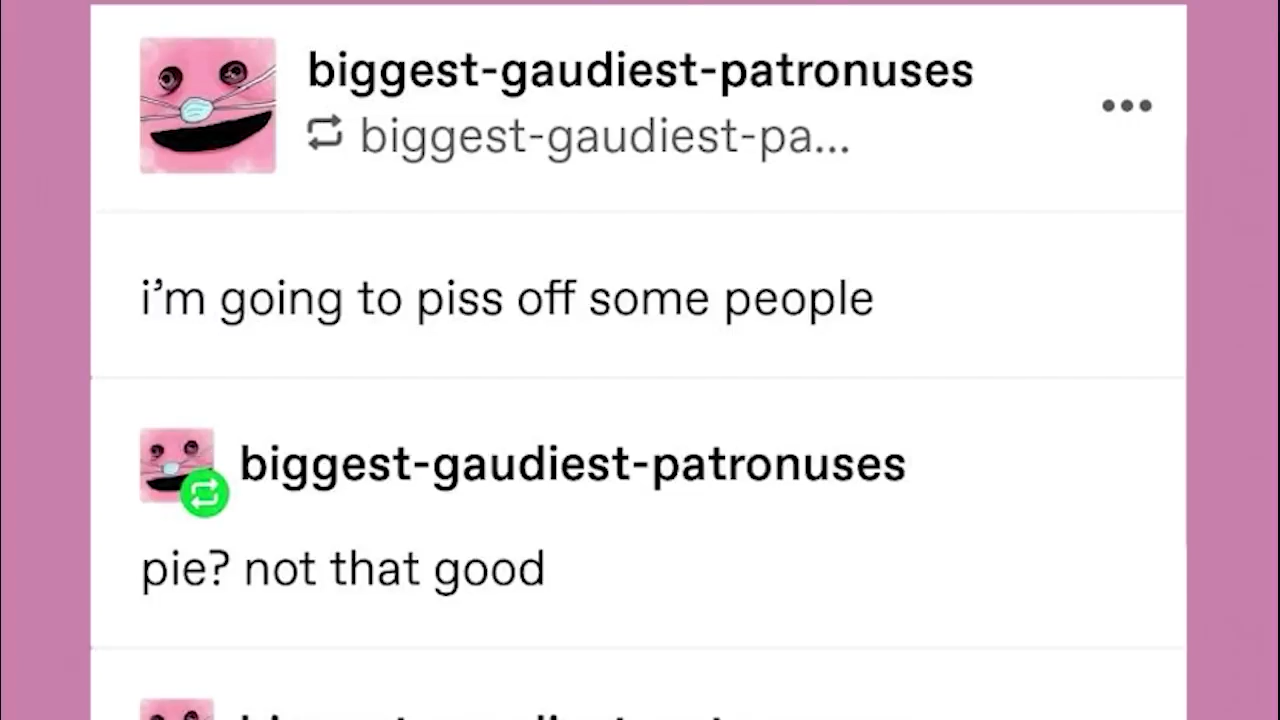 biggest-gaudiest-patronuses
biggest-gaudiest-pa...
i’m going to piss off some people
biggest-gaudiest-patronuses
pie? not that good